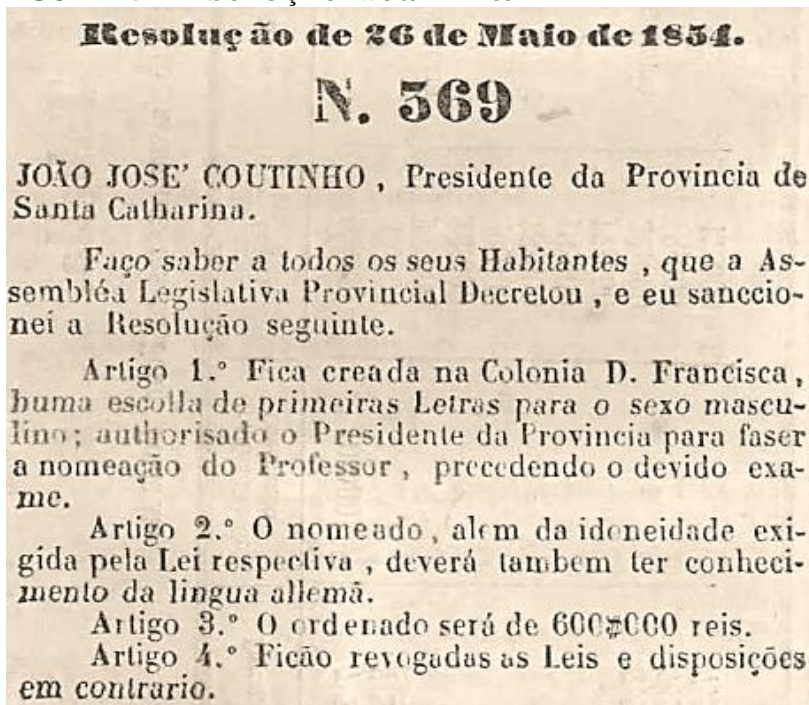 Resolução de 26 de Maio de 1854.
N. 369
JOÃO JOSE' COUTINHO, Presidente da Provincia de
Santa Catharina.
Faço saber a todos os seus Habitantes, que a As-
sembléa Legislativa Provincial Decretou, e eu sanccio-
nei a Resolução seguinte.
Artigo 1.º Fica creada na Colonia D. Francisca,
huma escolla de primeiras Letras para o sexo mascu-
lino; authorisado o Presidente da Provincia para faser
a nomeação do Professor, precedendo o devido exa-
me.
Artigo 2.º O nomeado, alem da idoneidade exi-
gida pela Lei respectiva, deverá tambem ter conheci-
mento da lingua allemã.
Artigo 3.º O ordenado será de 600$000 reis.
Artigo 4.º Ficão revogadas as Leis e disposições
em contrario.